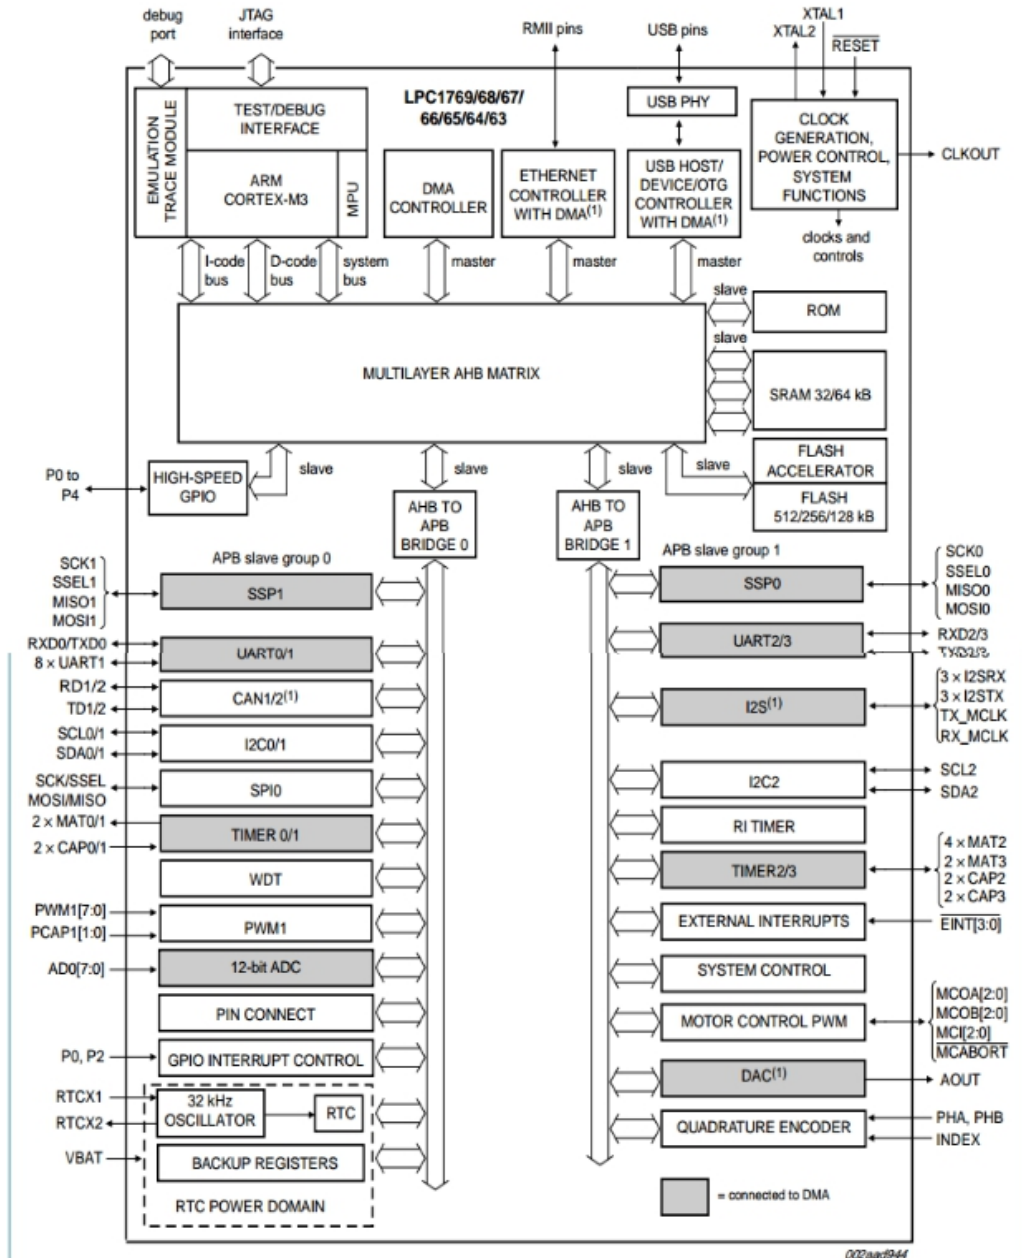 debug
port
JTAG
interface
RMII pins
USB pins
XTAL1
XTAL2
RESET
LPC1769/68/67/
66/65/64/63
EMULATION
TRACE MODULE
TEST/DEBUG
INTERFACE
ARM
CORTEX-M3
MPU
DMA
CONTROLLER
ETHERNET
CONTROLLER
WITH DMA(1)
USB PHY
USB HOST/
DEVICE/OTG
CONTROLLER
WITH DMA(1)
CLOCK
GENERATION,
POWER CONTROL,
SYSTEM
FUNCTIONS
CLKOUT
clocks and
controls
I-code
bus
D-code
bus
system
bus
master
master
master
slave
ROM
slave
SRAM 32/64 kB
MULTILAYER AHB MATRIX
P0 to
P4
HIGH-SPEED
GPIO
slave
slave
slave
slave
FLASH
ACCELERATOR
FLASH
512/256/128 kB
AHB TO
APB
BRIDGE 0
AHB TO
APB
BRIDGE 1
APB slave group 0
SCK1
SSEL1
MISO1
MOSI1
SSP1
RXD0/TXD0
8 x UART1
UART0/1
RD1/2
TD1/2
CAN1/2(1)
SCL0/1
SDA0/1
I2C0/1
SCK/SSEL
MOSI/MISO
SPI0
2 x MAT0/1
2 x CAP0/1
TIMER 0/1
WDT
PWM1[7:0]
PCAP1[1:0]
PWM1
AD0[7:0]
12-bit ADC
PIN CONNECT
P0, P2
GPIO INTERRUPT CONTROL
RTCX1
RTCX2
32 kHz
OSCILLATOR
RTC
VBAT
BACKUP REGISTERS
RTC POWER DOMAIN
APB slave group 1
SSP0
SCK0
SSEL0
MISO0
MOSI0
UART2/3
RXD2/3
TXD2/3
I2S(1)
3 x I2SRX
3 x I2STX
TX_MCLK
RX_MCLK
I2C2
SCL2
SDA2
RI TIMER
TIMER2/3
4 x MAT2
2 x MAT3
2 x CAP2
2 x CAP3
EXTERNAL INTERRUPTS
EINT[3:0]
SYSTEM CONTROL
MOTOR CONTROL PWM
MCOA[2:0]
MCOB[2:0]
MCI[2:0]
MCABORT
DAC(1)
AOUT
QUADRATURE ENCODER
PHA, PHB
INDEX
= connected to DMA
002aad944